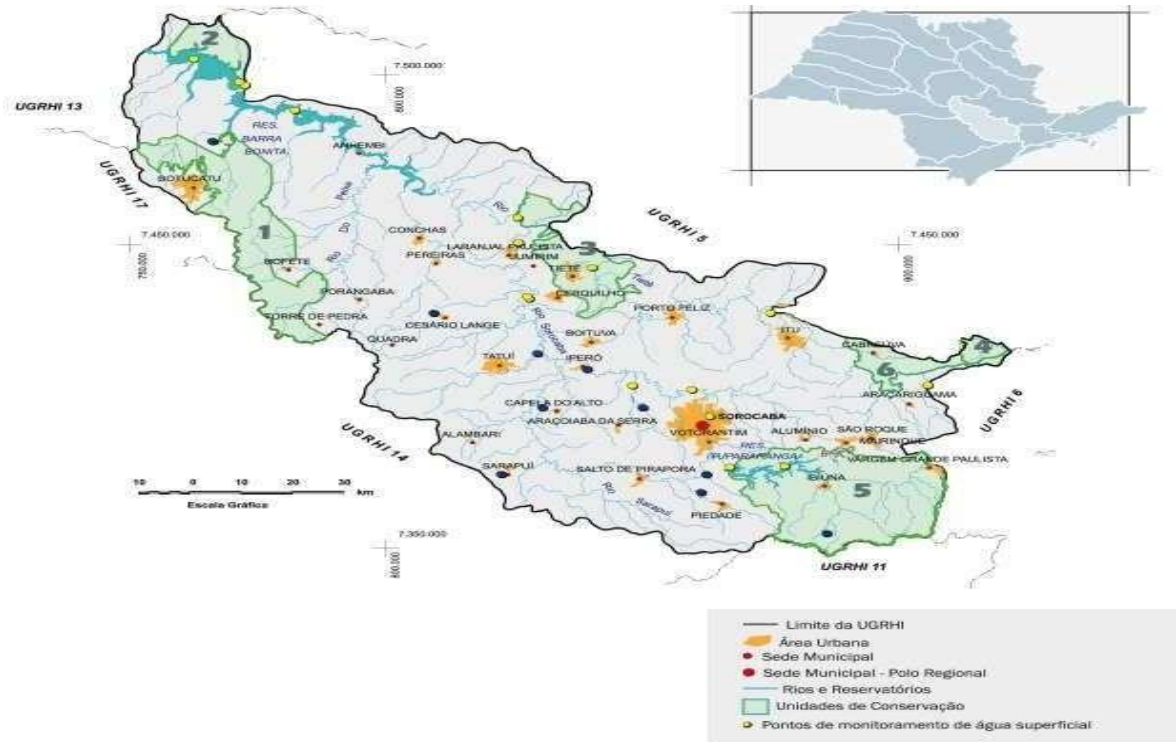 2
7.500.000
800.000
UGRHI 13
RES.
BARRA
BONITA
ANHEMBI
BOTUCATU
UGRHI 17
Rio Do Peixe
Rio
UGRHI 5
7.450.000
750.000
7.450.000
900.000
1
CONCHAS
LARANJAL PAULISTA
JUMIRIM
3
PEREIRAS
TIETÊ
Tietê
BOFETE
CERQUILHO
PORANGABA
PORTO FELIZ
TORRE DE PEDRA
CESÁRIO LANGE
Rio Sorocaba
BOITUVA
ITU
QUADRA
CABREÚVA
4
TATUÍ
IPERÓ
6
ARAÇARIGUAMA
UGRHI 6
CAPELA DO ALTO
SOROCABA
ARAÇOIABA DA SERRA
VOTORANTIM
ALUMÍNIO
SÃO ROQUE
ALAMBARI
MAIRINQUE
UGRHI 14
RES.
ITUPARARANGA
VARGEM GRANDE PAULISTA
SARAPUÍ
SALTO DE PIRAPORA
IBIÚNA
5
10 0 10 20 30
km
Escala Gráfica
Rio Sarapuí
PIEDADE
7.350.000
800.000
UGRHI 11
Limite da UGRHI
Área Urbana
Sede Municipal
Sede Municipal - Polo Regional
Rios e Reservatórios
Unidades de Conservação
Pontos de monitoramento de água superficial